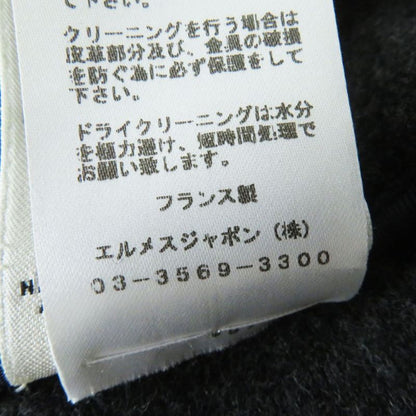 て下さい。
クリーニングを行う場合は
皮革部分及び、金具の破損
を防ぐ為に必ず保護をして
下さい。
ドライクリーニングは水分
を極力避け、短時間処理で
お願い致します。
フランス製
エルメスジャポン(株)
03-3569-3300